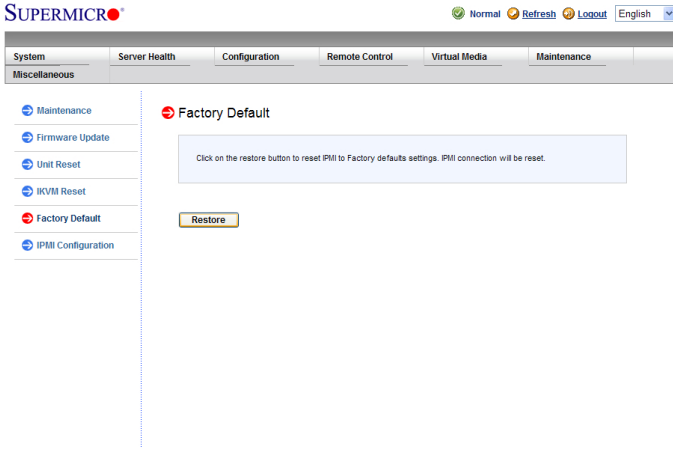 SUPERMICR
Normal Refresh Logout English
System Server Health Configuration Remote Control Virtual Media Maintenance
Miscellaneous
Maintenance
Firmware Update
Unit Reset
IKVM Reset
Factory Default
IPMI Configuration
Factory Default
Click on the restore button to reset IPMI to Factory defaults settings. IPMI connection will be reset.
Restore